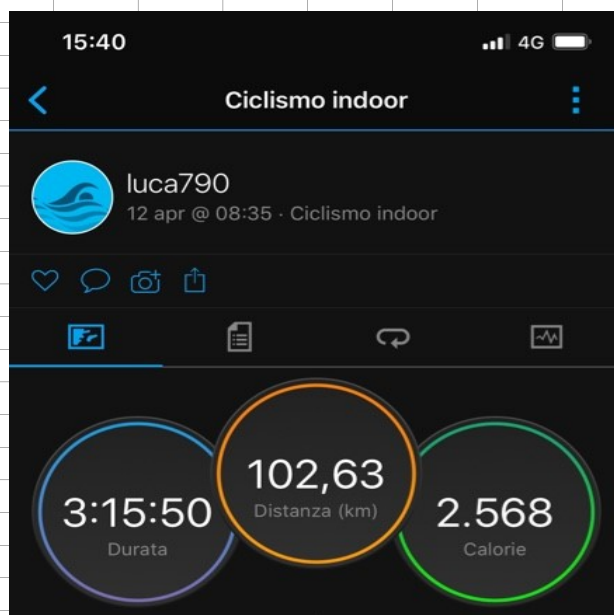 15:40
4G
Ciclismo indoor
luca790
12 apr @ 08:35 · Ciclismo indoor
102,63
Distanza (km)
3:15:50
Durata
2.568
Calorie